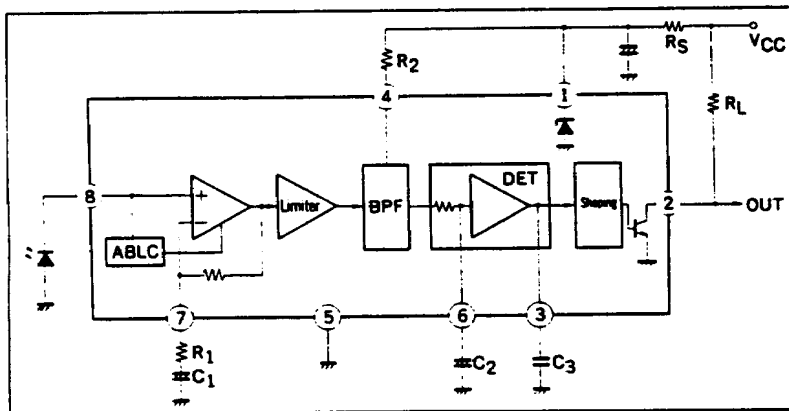 RS
VCC
R2
4
1
RL
8
+
−
Limiter
BPF
DET
Shaping
2
OUT
ABLC
7
5
6
3
R1
C1
C2
C3